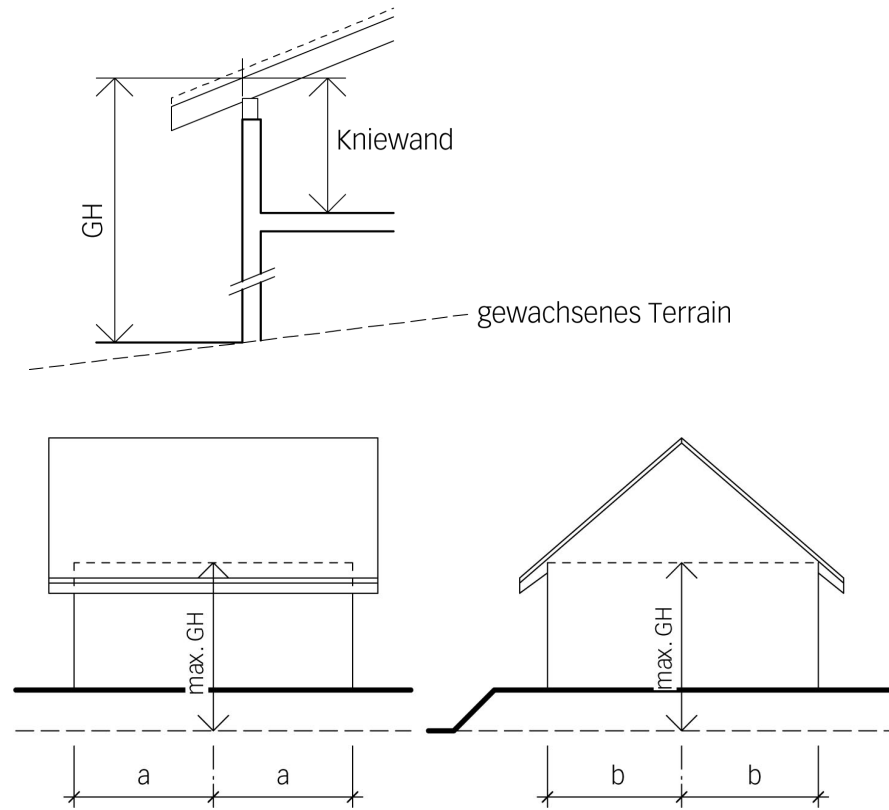 Kniewand
GH
gewachsenes Terrain
max. GH
max. GH
a
a
b
b